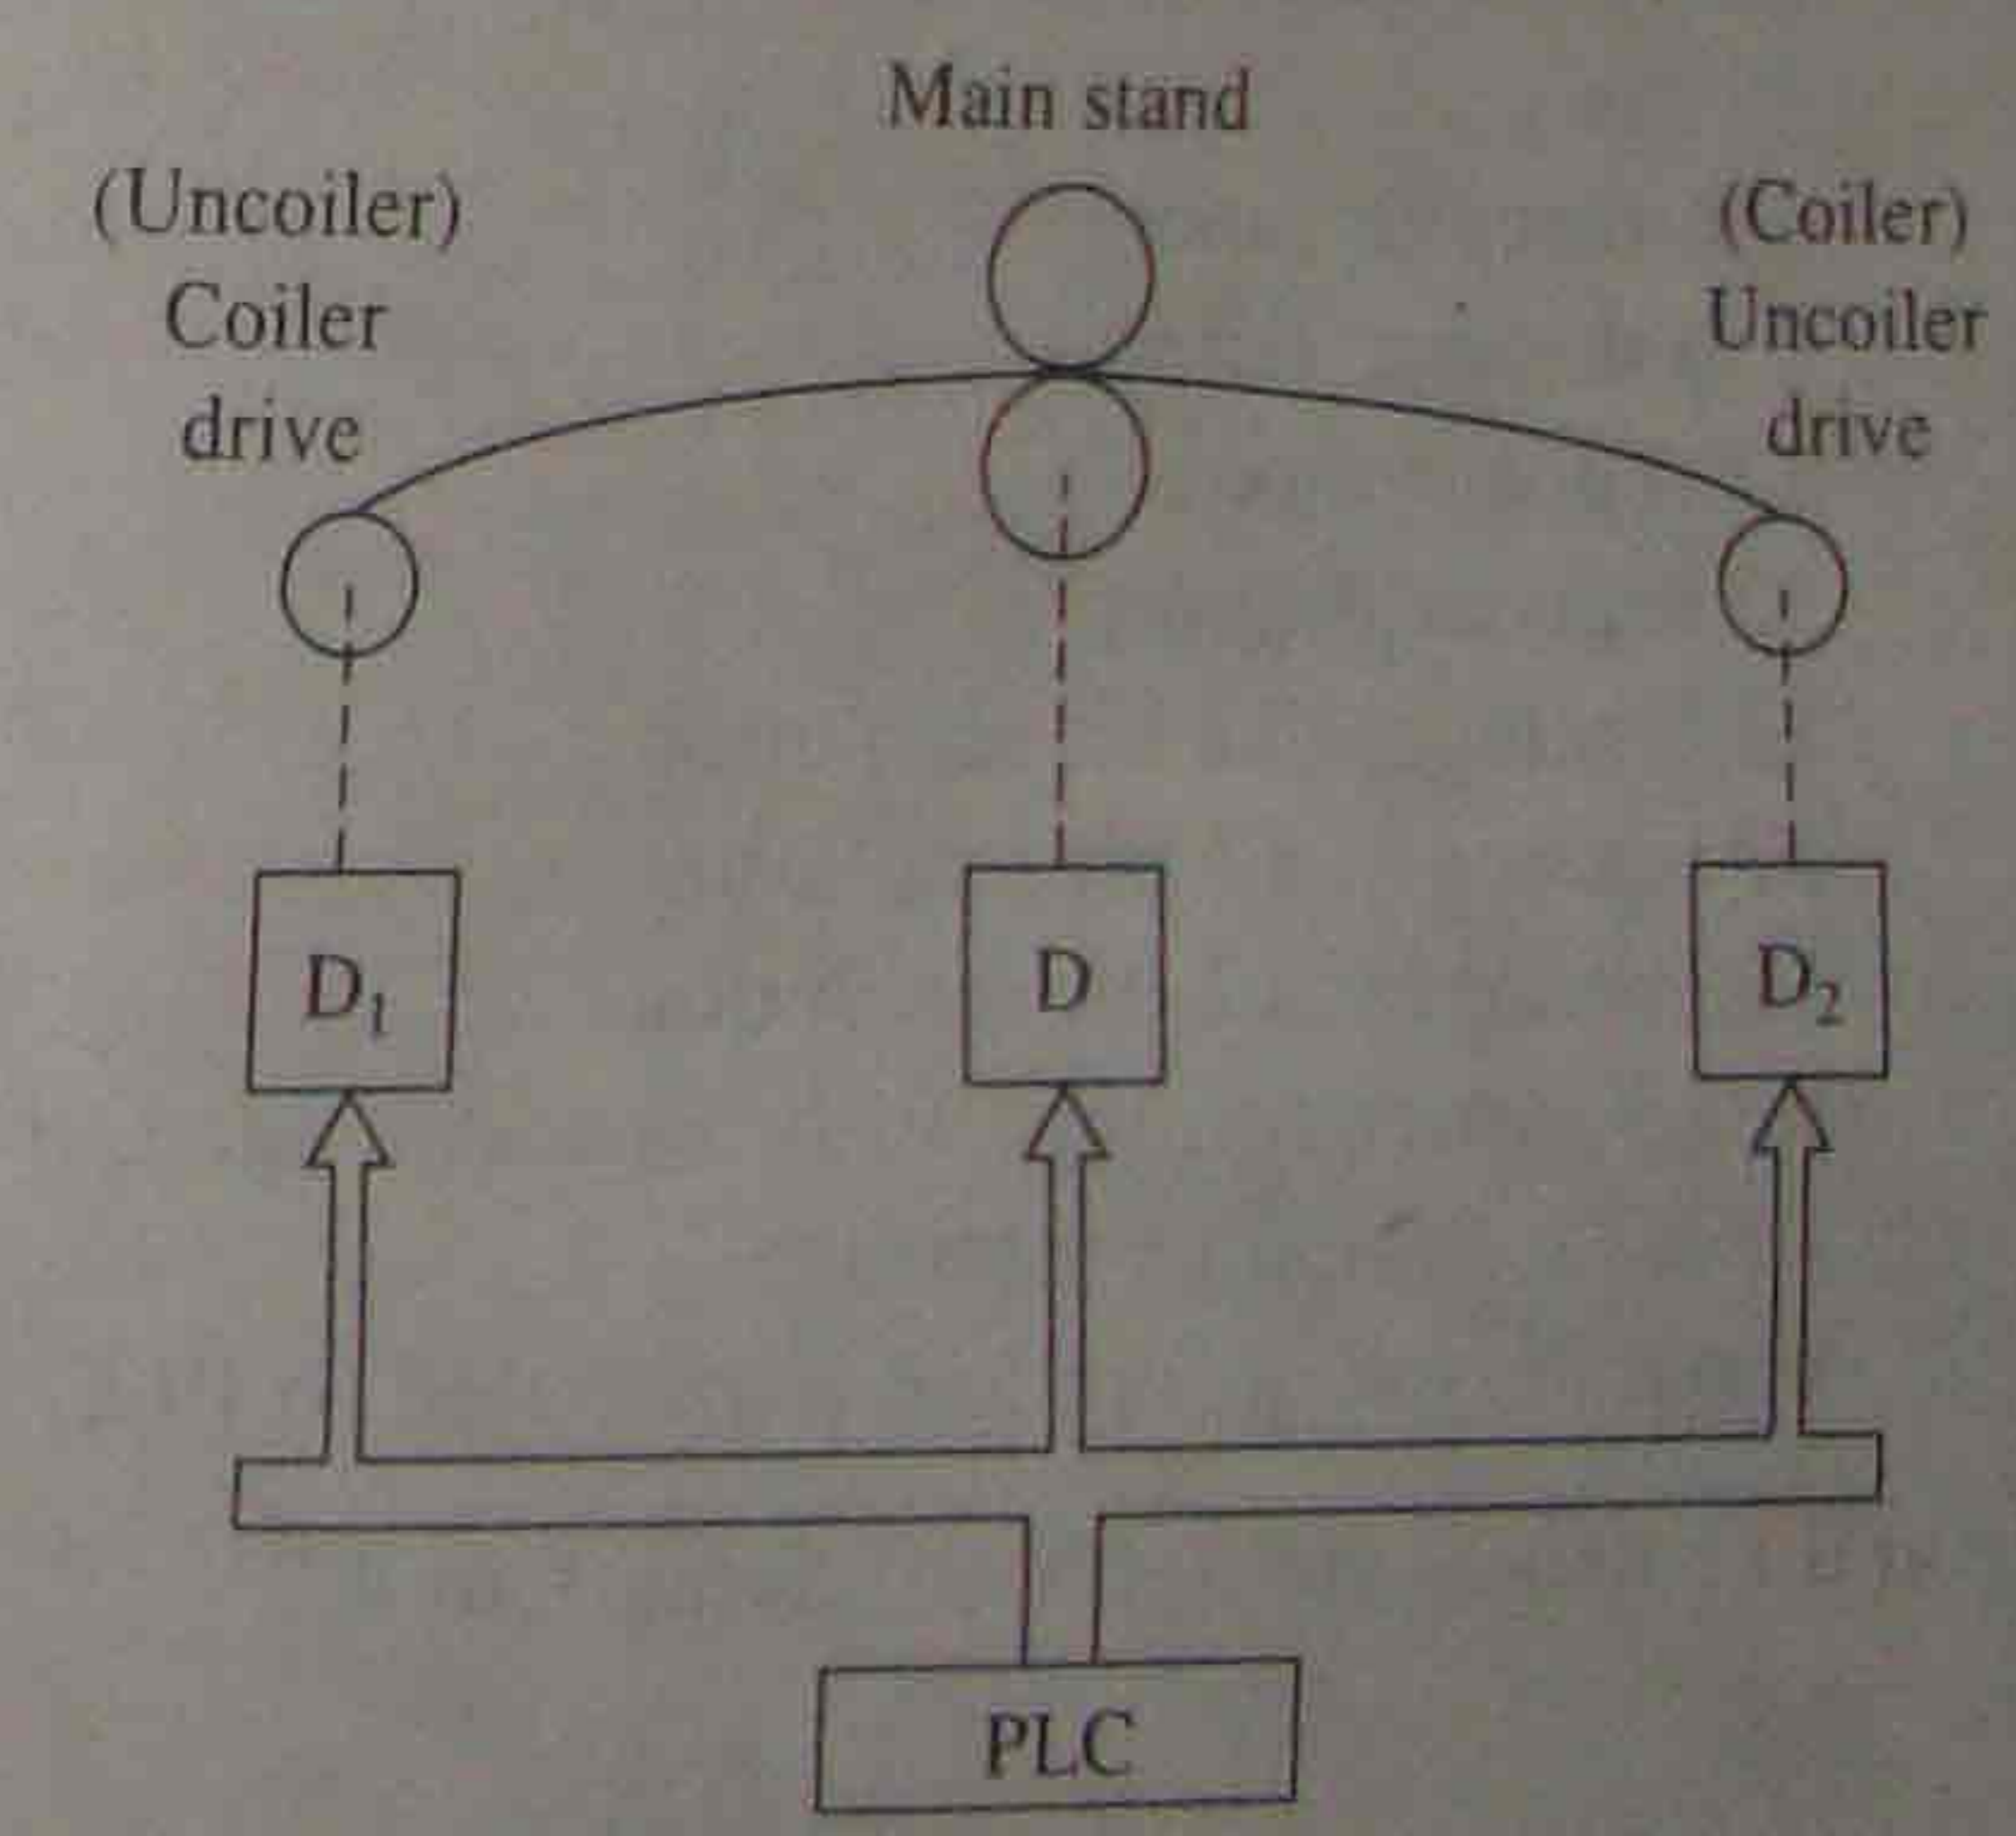 Main stand
(Uncoiler)
Coiler
drive
(Coiler)
Uncoiler
drive
D₁
D
D₂
PLC